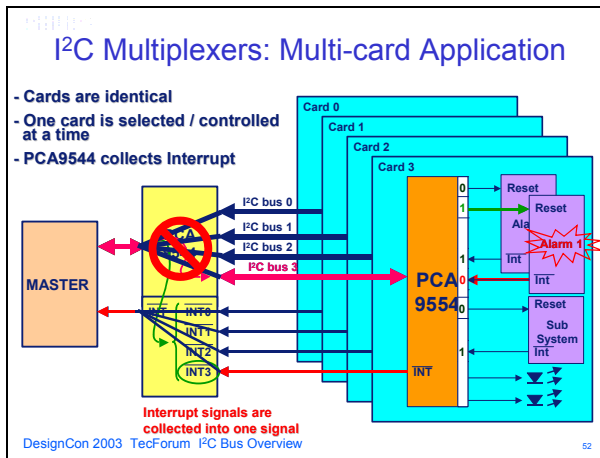 I²C Multiplexers: Multi-card Application
- Cards are identical
- One card is selected / controlled
at a time
- PCA9544 collects Interrupt
Card 0
Card 1
Card 2
Card 3
I²C bus 0
I²C bus 1
I²C bus 2
I²C bus 3
MASTER
INT
INT0
INT1
INT2
INT3
PCA
9554
INT
0
1
1
0
0
1
Reset
Int
Reset
Alarm 1
Int
Reset
Sub
System
Int
Interrupt signals are
collected into one signal
DesignCon 2003 TecForum I²C Bus Overview
52